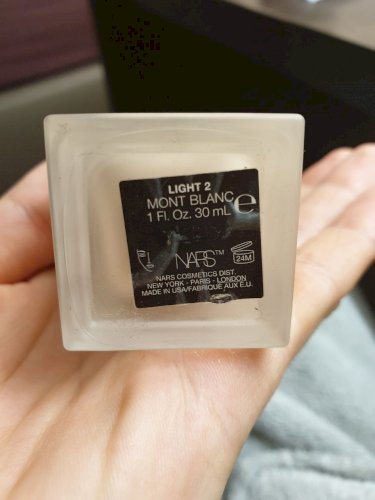 LIGHT 2
MONT BLANC
1 Fl. Oz. 30 mL e
NARS™
24M
NARS COSMETICS DIST.
NEW YORK - PARIS - LONDON
MADE IN USA/FABRIQUE AUX E.U.